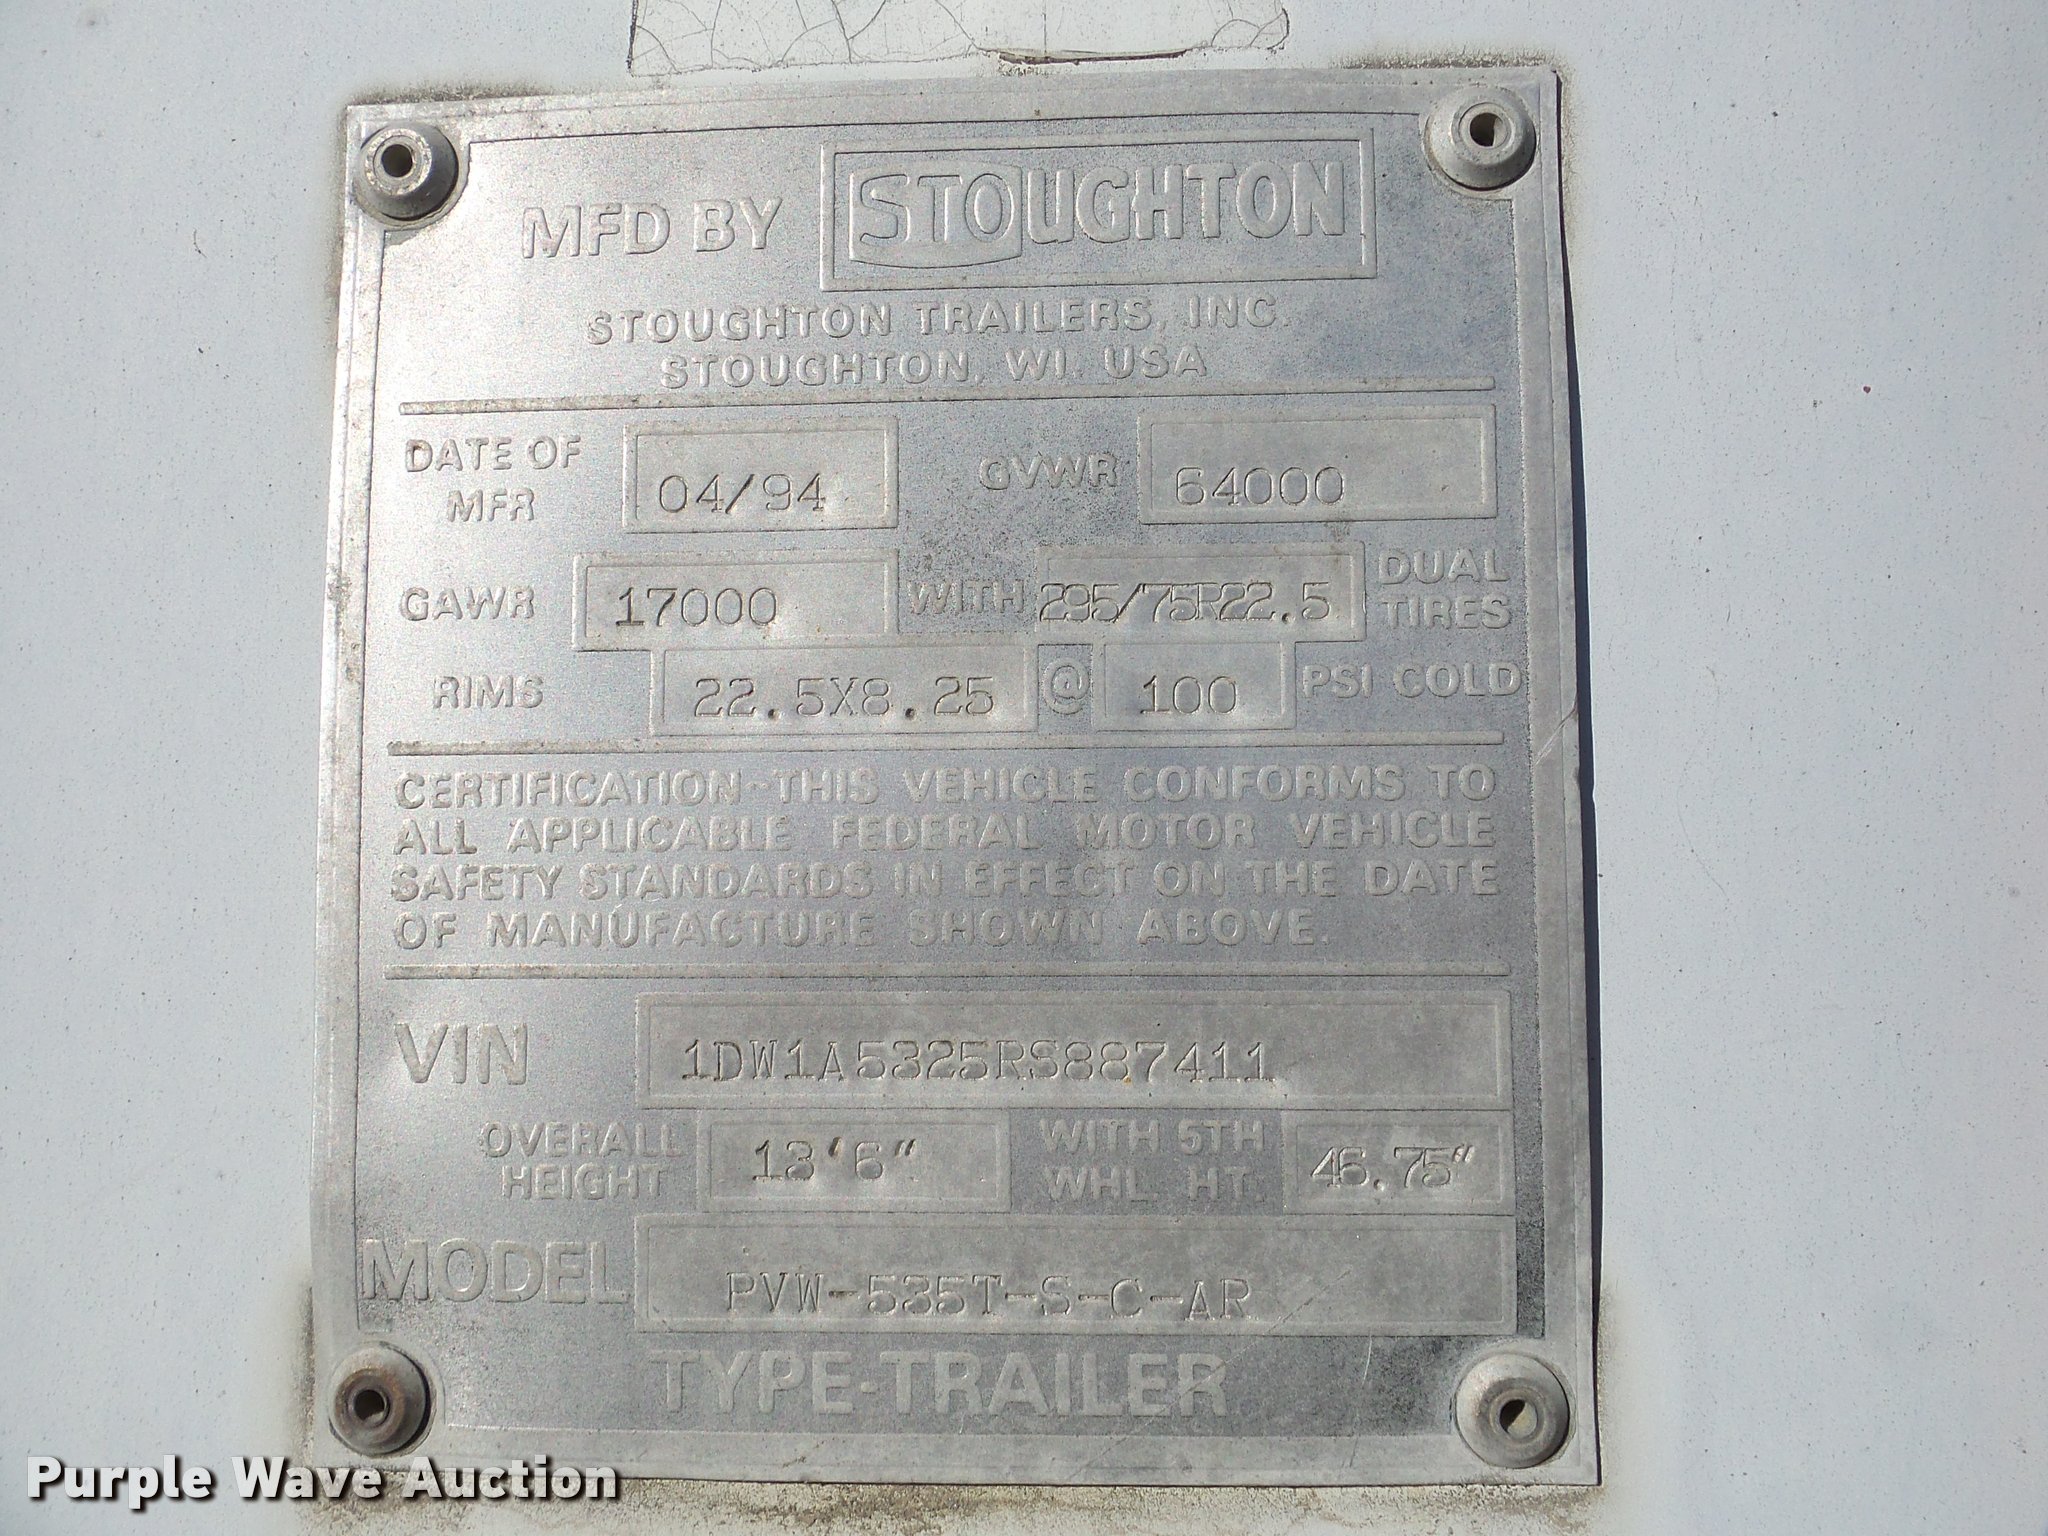 MFD BY STOUGHTON
STOUGHTON TRAILERS, INC.
STOUGHTON, WI. USA
DATE OF MFR 04/94 GVWR 64000
GAWR 17000 WITH 295/75R22.5 DUAL TIRES
RIMS 22.5X8.25 @ 100 PSI COLD
CERTIFICATION-THIS VEHICLE CONFORMS TO
ALL APPLICABLE FEDERAL MOTOR VEHICLE
SAFETY STANDARDS IN EFFECT ON THE DATE
OF MANUFACTURE SHOWN ABOVE.
VIN 1DW1A5325RS887411
OVERALL HEIGHT 13'6" WITH 5TH WHL. HT. 46.75"
MODEL PVW-535T-S-C-AR
TYPE-TRAILER
Purple Wave Auction